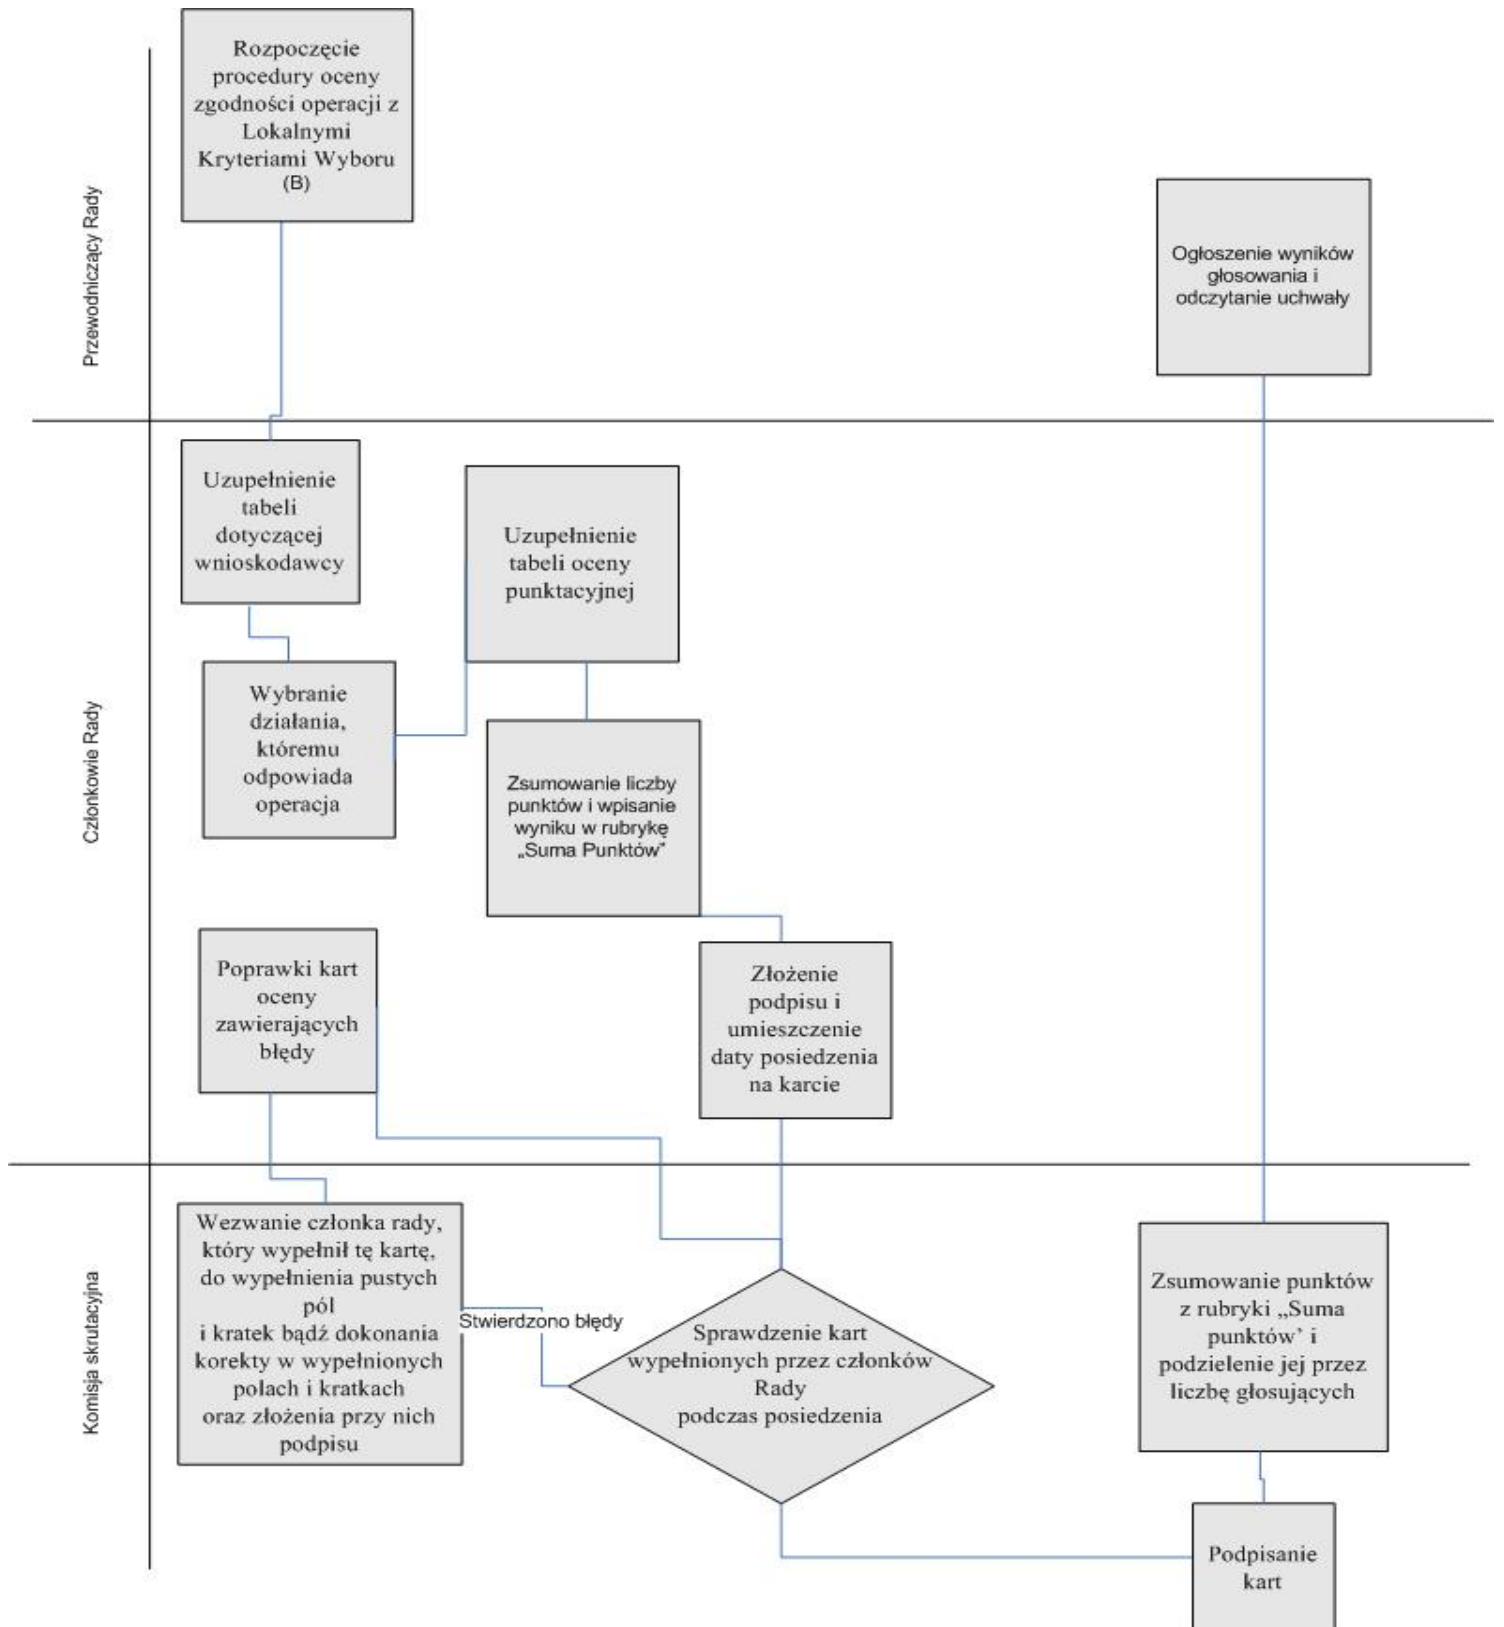 Przewodniczący Rady
Rozpoczęcie
procedury oceny
zgodności operacji z
Lokalnymi
Kryteriami Wyboru
(B)
Ogłoszenie wyników
głosowania i
odczytanie uchwały
Członkowie Rady
Uzupełnienie
tabeli
dotyczącej
wnioskodawcy
Wybranie
działania,
któremu
odpowiada
operacja
Uzupełnienie
tabeli oceny
punktacyjnej
Zsumowanie liczby
punktów i wpisanie
wyniku w rubrykę
„Suma Punktów”
Złożenie
podpisu i
umieszczenie
daty posiedzenia
na karcie
Poprawki kart
oceny
zawierających
błędy
Komisja skrutacyjna
Wezwanie członka rady,
który wypełnił tę kartę,
do wypełnienia pustych
pól
i kratek bądź dokonania
korekty w wypełnionych
polach i kratkach
oraz złożenia przy nich
podpisu
Stwierdzono błędy
Sprawdzenie kart
wypełnionych przez członków
Rady
podczas posiedzenia
Zsumowanie punktów
z rubryki „Suma
punktów’ i
podzielenie jej przez
liczbę głosujących
Podpisanie
kart